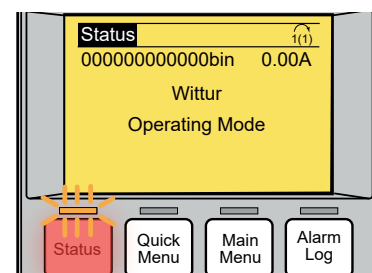 Status 1(1)
000000000000bin 0.00A
Wittur
Operating Mode
Status Quick Menu Main Menu Alarm Log